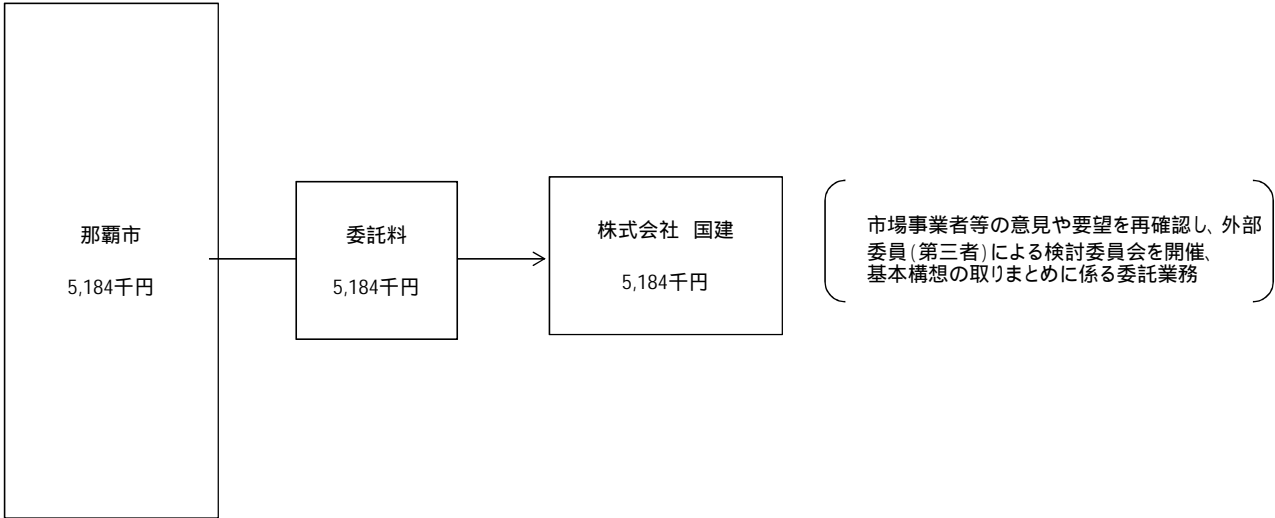 那覇市
5,184千円
委託料
5,184千円
株式会社 国建
5,184千円
市場事業者等の意見や要望を再確認し、外部
委員(第三者)による検討委員会を開催、
基本構想の取りまとめに係る委託業務